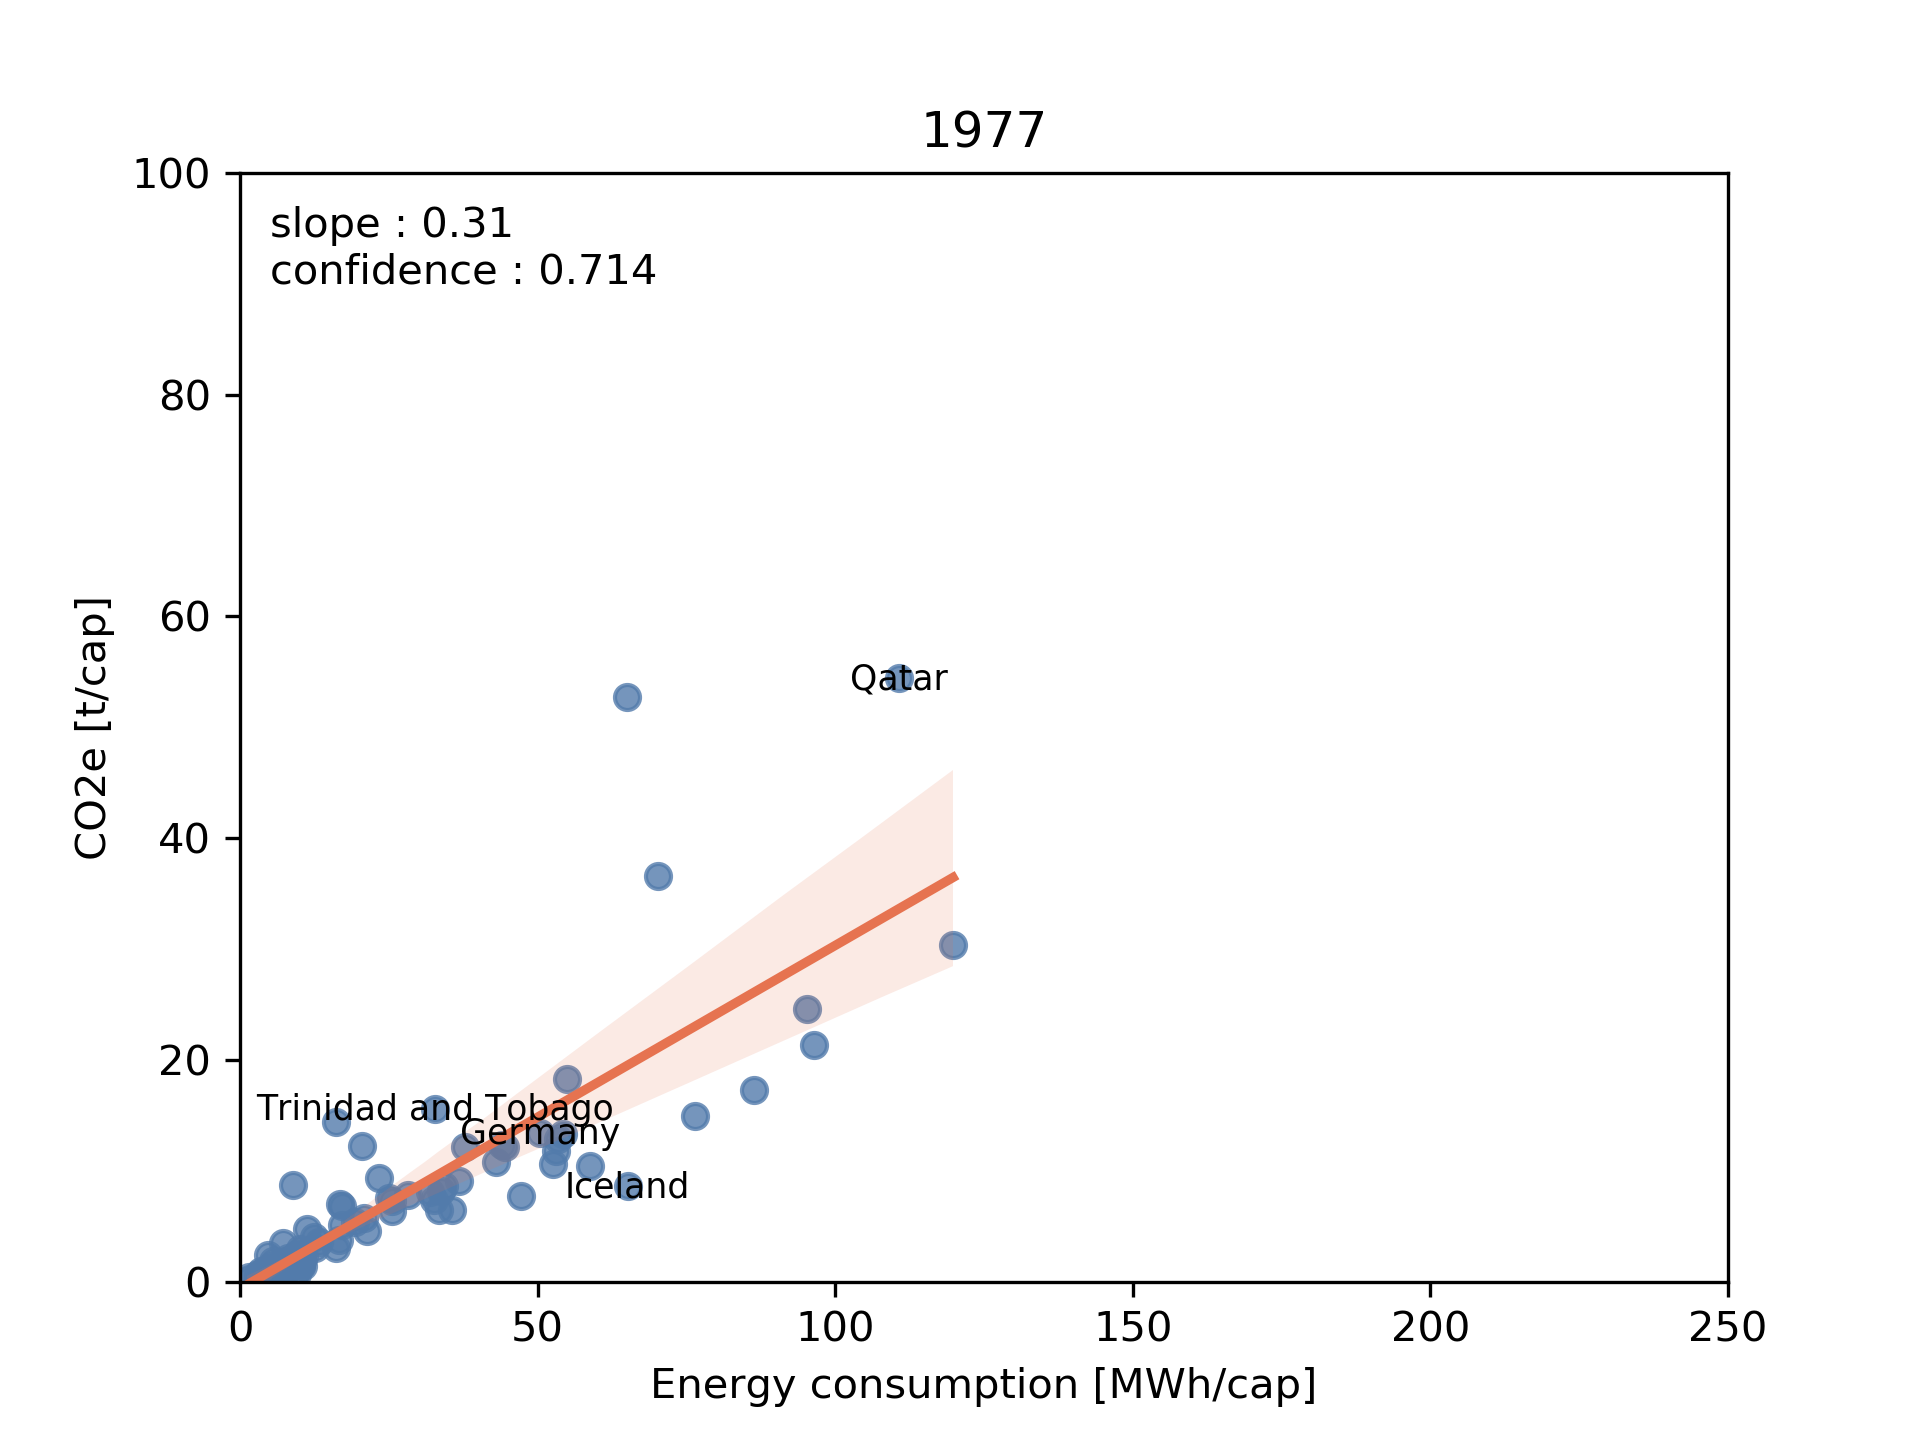 1977
100
80
60
40
20
0
CO2e [t/cap]
slope : 0.31
confidence : 0.714
Qatar
Trinidad and Tobago
Germany
Iceland
0 50 100 150 200 250
Energy consumption [MWh/cap]